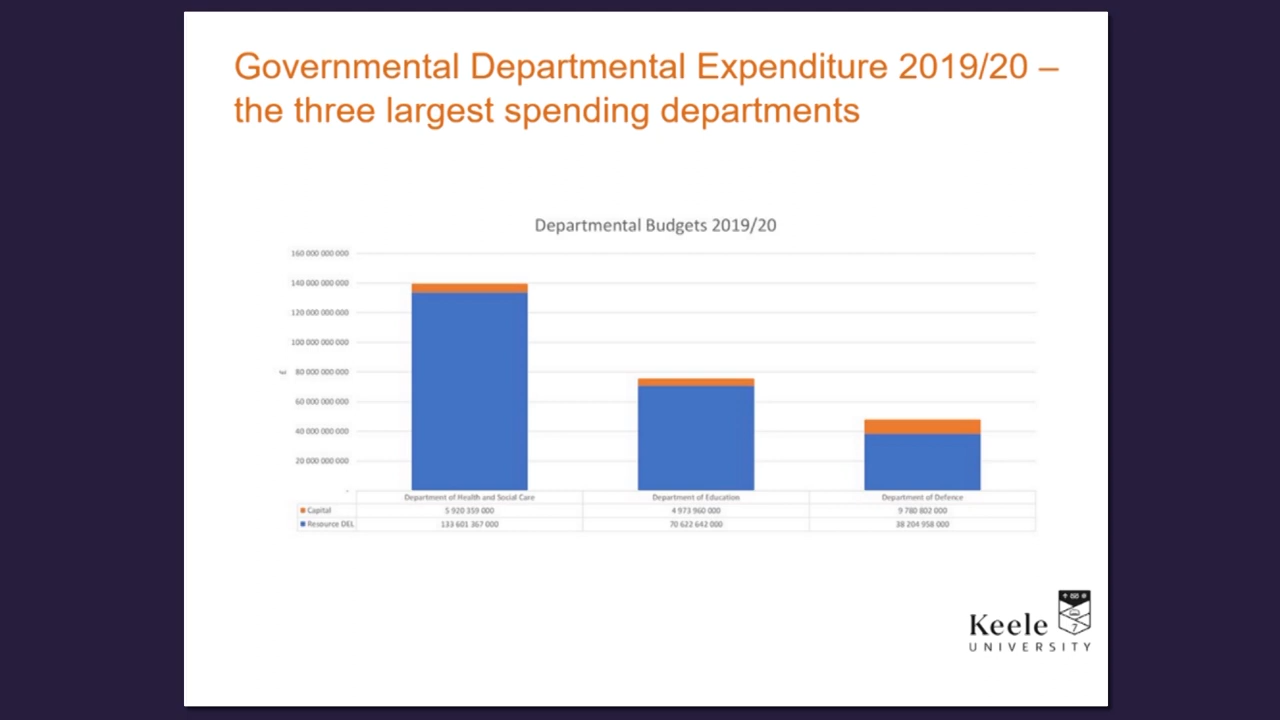 Governmental Departmental Expenditure 2019/20 –
the three largest spending departments
Departmental Budgets 2019/20
160 000 000 000
140 000 000 000
120 000 000 000
100 000 000 000
£ 80 000 000 000
60 000 000 000
40 000 000 000
20 000 000 000
-
Department of Health and Social Care Department of Education Department of Defence
Capital 5 920 359 000 4 973 960 000 9 780 802 000
Resource DEL 133 601 367 000 70 622 642 000 38 204 958 000
Keele
UNIVERSITY